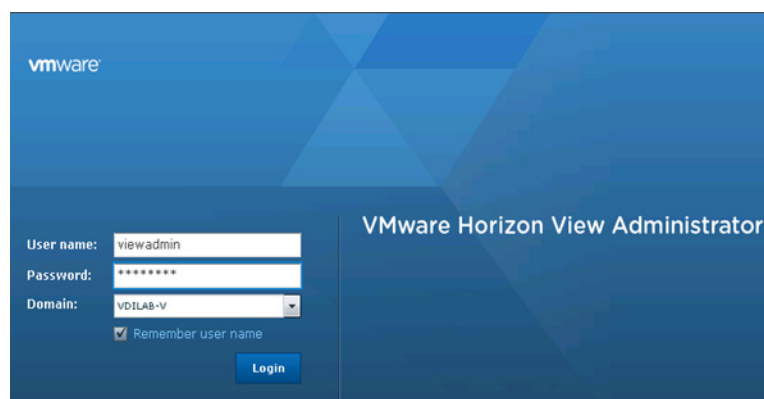 vmware
VMware Horizon View Administrator
User name: viewadmin
Password: ********
Domain: VDILAB-V
Remember user name
Login